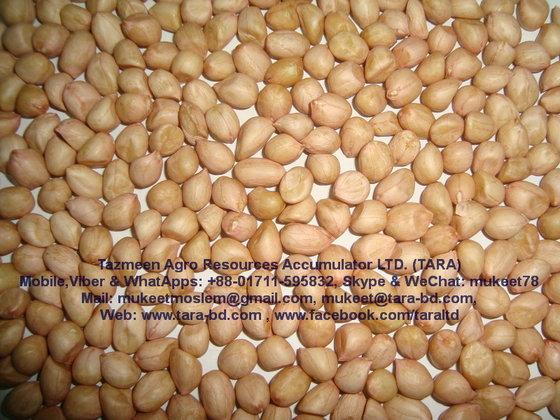 Tazmeen Agro Resources Accumulator LTD. (TARA)
Mobile,Viber & WhatApps: +88-01711-595832, Skype & WeChat: mukeet78
Mail: mukeetmoslem@gmail.com, mukeet@tara-bd.com,
Web: www.tara-bd.com , www.facebook.com/taraltd